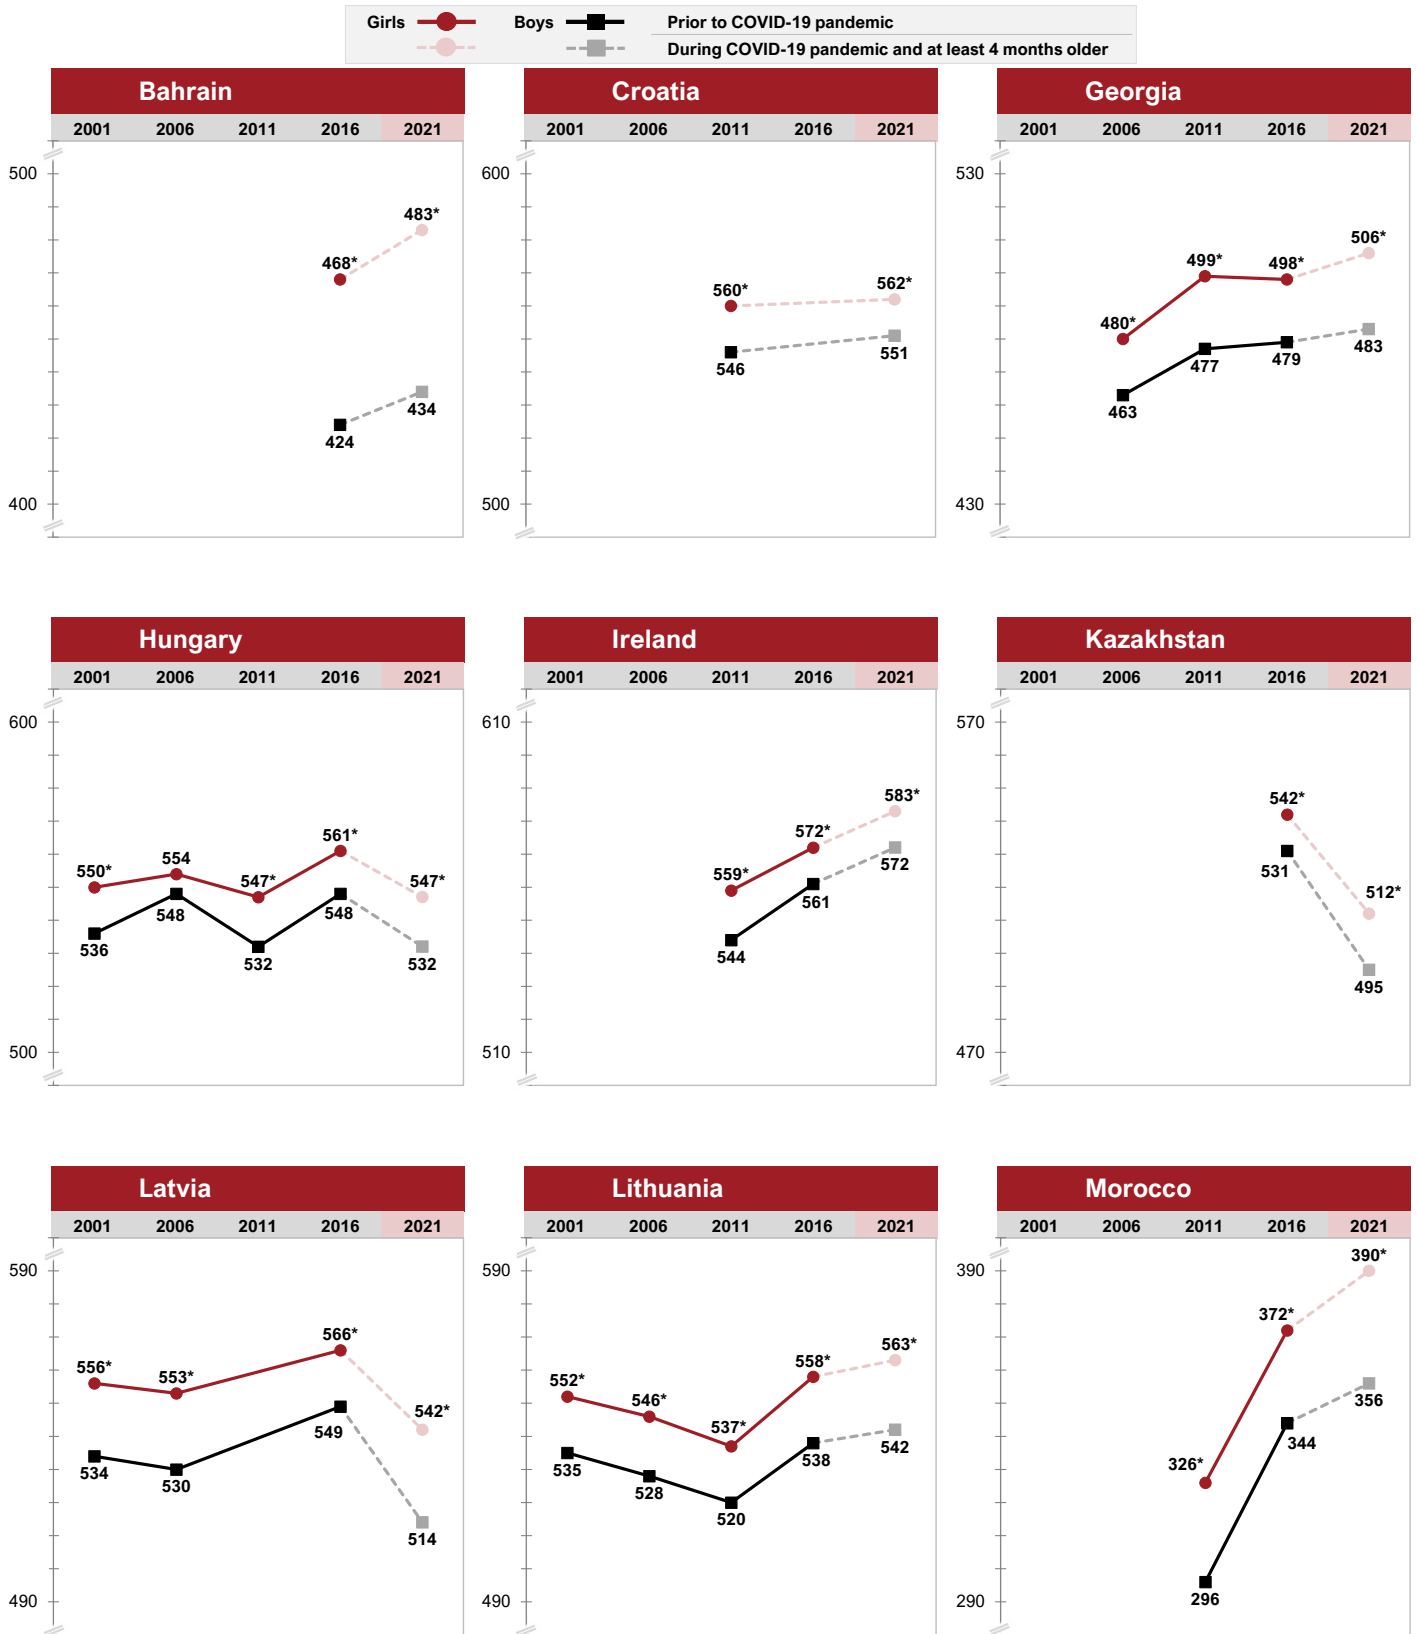 Girls Boys Prior to COVID-19 pandemic
During COVID-19 pandemic and at least 4 months older
Bahrain
2001 2006 2011 2016 2021
500
483*
468*
434
424
400
Croatia
2001 2006 2011 2016 2021
600
560* 562*
551
546
500
Georgia
2001 2006 2011 2016 2021
530
506*
499* 498*
480*
483
477 479
463
430
Hungary
2001 2006 2011 2016 2021
600
561*
550* 554 547* 547*
548 548
536 532 532
500
Ireland
2001 2006 2011 2016 2021
610
583*
572*
559*
572
561
544
510
Kazakhstan
2001 2006 2011 2016 2021
570
542*
531
512*
495
470
Latvia
2001 2006 2011 2016 2021
590
566*
556* 553*
542*
549
534 530
514
490
Lithuania
2001 2006 2011 2016 2021
590
558* 563*
552* 546*
537*
535 528 538 542
520
490
Morocco
2001 2006 2011 2016 2021
390
390*
372*
356
344
326*
296
290